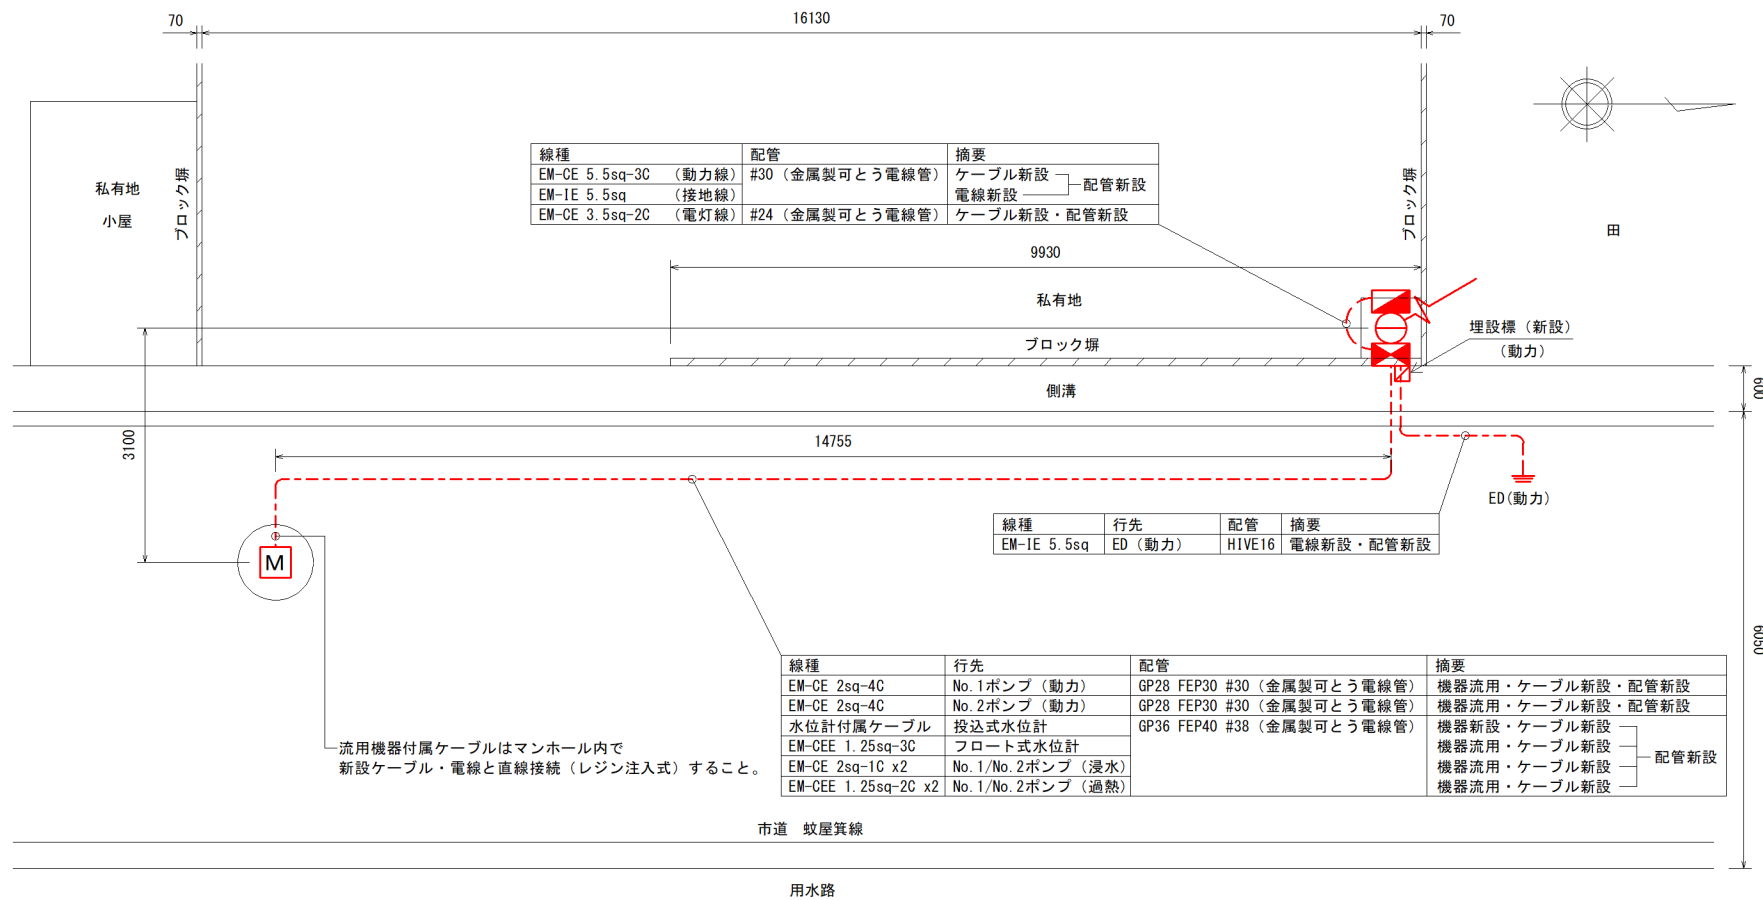 70
16130
70
私有地
小屋
ブロック塀
線種 配管 摘要
EM-CE 5.5sq-3C （動力線） #30（金属製可とう電線管） ケーブル新設
EM-IE 5.5sq （接地線） 電線新設
配管新設
EM-CE 3.5sq-2C （電灯線） #24（金属製可とう電線管） ケーブル新設・配管新設
ブロック塀
田
9930
私有地
ブロック塀
埋設標（新設）
（動力）
側溝
600
3100
14755
ED(動力)
線種 行先 配管 摘要
EM-IE 5.5sq ED（動力） HIVE16 電線新設・配管新設
M
6050
線種 行先 配管 摘要
EM-CE 2sq-4C No.1ポンプ（動力） GP28 FEP30 #30（金属製可とう電線管） 機器流用・ケーブル新設・配管新設
EM-CE 2sq-4C No.2ポンプ（動力） GP28 FEP30 #30（金属製可とう電線管） 機器流用・ケーブル新設・配管新設
水位計付属ケーブル 投込式水位計 GP36 FEP40 #38（金属製可とう電線管） 機器新設・ケーブル新設
EM-CEE 1.25sq-3C フロート式水位計 機器流用・ケーブル新設
配管新設
EM-CE 2sq-1C x2 No.1/No.2ポンプ（浸水） 機器流用・ケーブル新設
EM-CEE 1.25sq-2C x2 No.1/No.2ポンプ（過熱） 機器流用・ケーブル新設
流用機器付属ケーブルはマンホール内で
新設ケーブル・電線と直線接続（レジン注入式）すること。
市道 蚊屋箕線
用水路